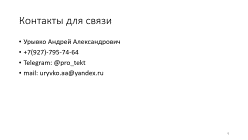 Контакты для связи
• Урывко Андрей Александрович
• +7(927)-795-74-64
• Telegram: @pro_tekt
• mail: uryvko.aa@yandex.ru